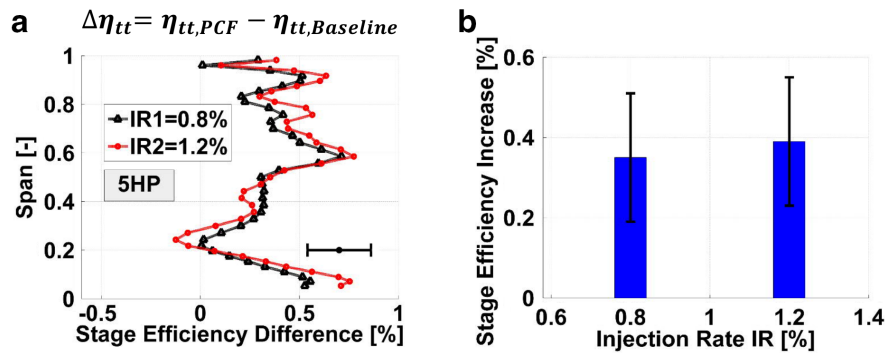 a
Δη_tt = η_tt,PCF − η_tt,Baseline
1
0.8
0.6
0.4
0.2
0
Span [-]
IR1=0.8%
IR2=1.2%
5HP
-0.5
0
0.5
1
Stage Efficiency Difference [%]
b
0.6
0.4
0.2
0
Stage Efficiency Increase [%]
0.6
0.8
1
1.2
1.4
Injection Rate IR [%]